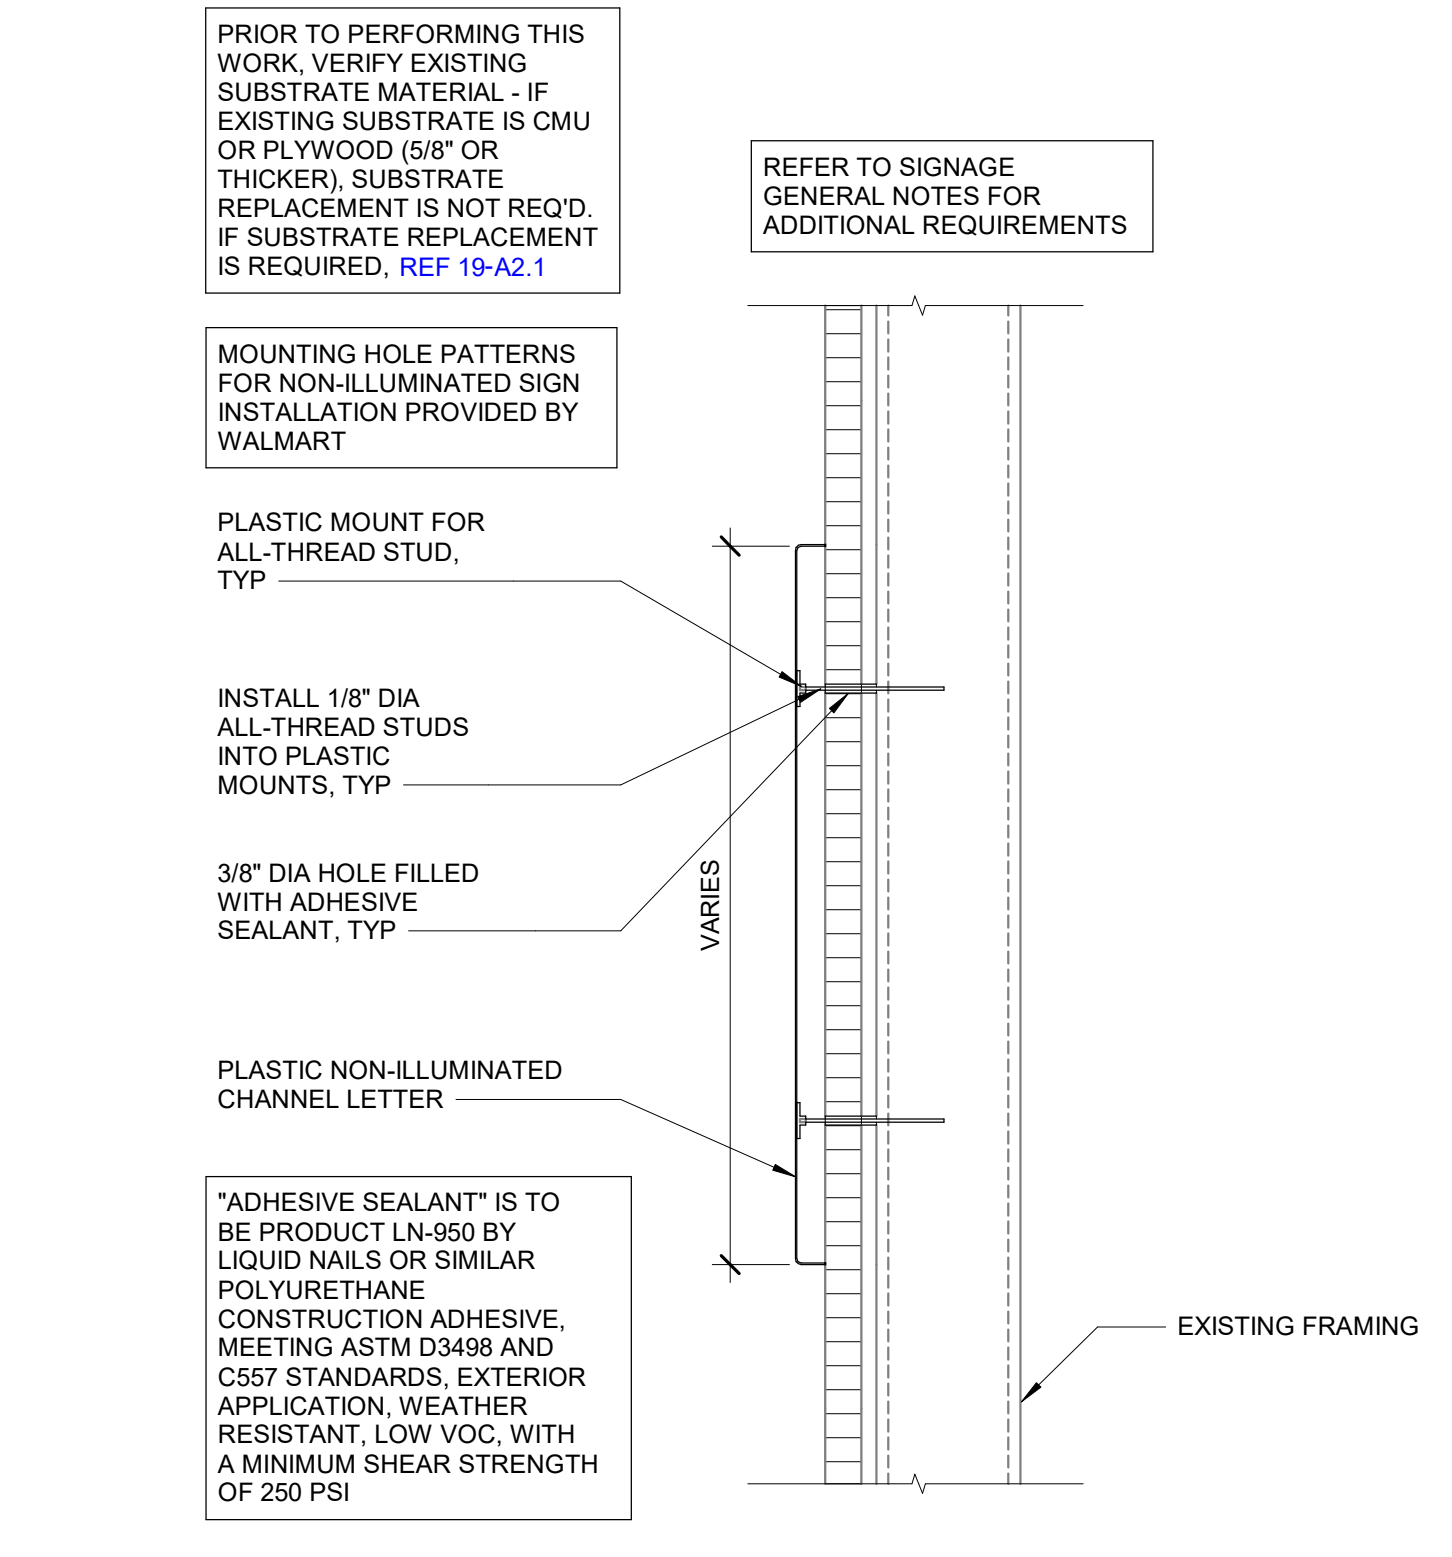 PRIOR TO PERFORMING THIS
WORK, VERIFY EXISTING
SUBSTRATE MATERIAL - IF
EXISTING SUBSTRATE IS CMU
OR PLYWOOD (5/8" OR
THICKER), SUBSTRATE
REPLACEMENT IS NOT REQ'D.
IF SUBSTRATE REPLACEMENT
IS REQUIRED, REF 19-A2.1
REFER TO SIGNAGE
GENERAL NOTES FOR
ADDITIONAL REQUIREMENTS
MOUNTING HOLE PATTERNS
FOR NON-ILLUMINATED SIGN
INSTALLATION PROVIDED BY
WALMART
PLASTIC MOUNT FOR
ALL-THREAD STUD,
TYP
INSTALL 1/8" DIA
ALL-THREAD STUDS
INTO PLASTIC
MOUNTS, TYP
3/8" DIA HOLE FILLED
WITH ADHESIVE
SEALANT, TYP
VARIES
PLASTIC NON-ILLUMINATED
CHANNEL LETTER
"ADHESIVE SEALANT" IS TO
BE PRODUCT LN-950 BY
LIQUID NAILS OR SIMILAR
POLYURETHANE
CONSTRUCTION ADHESIVE,
MEETING ASTM D3498 AND
C557 STANDARDS, EXTERIOR
APPLICATION, WEATHER
RESISTANT, LOW VOC, WITH
A MINIMUM SHEAR STRENGTH
OF 250 PSI
EXISTING FRAMING